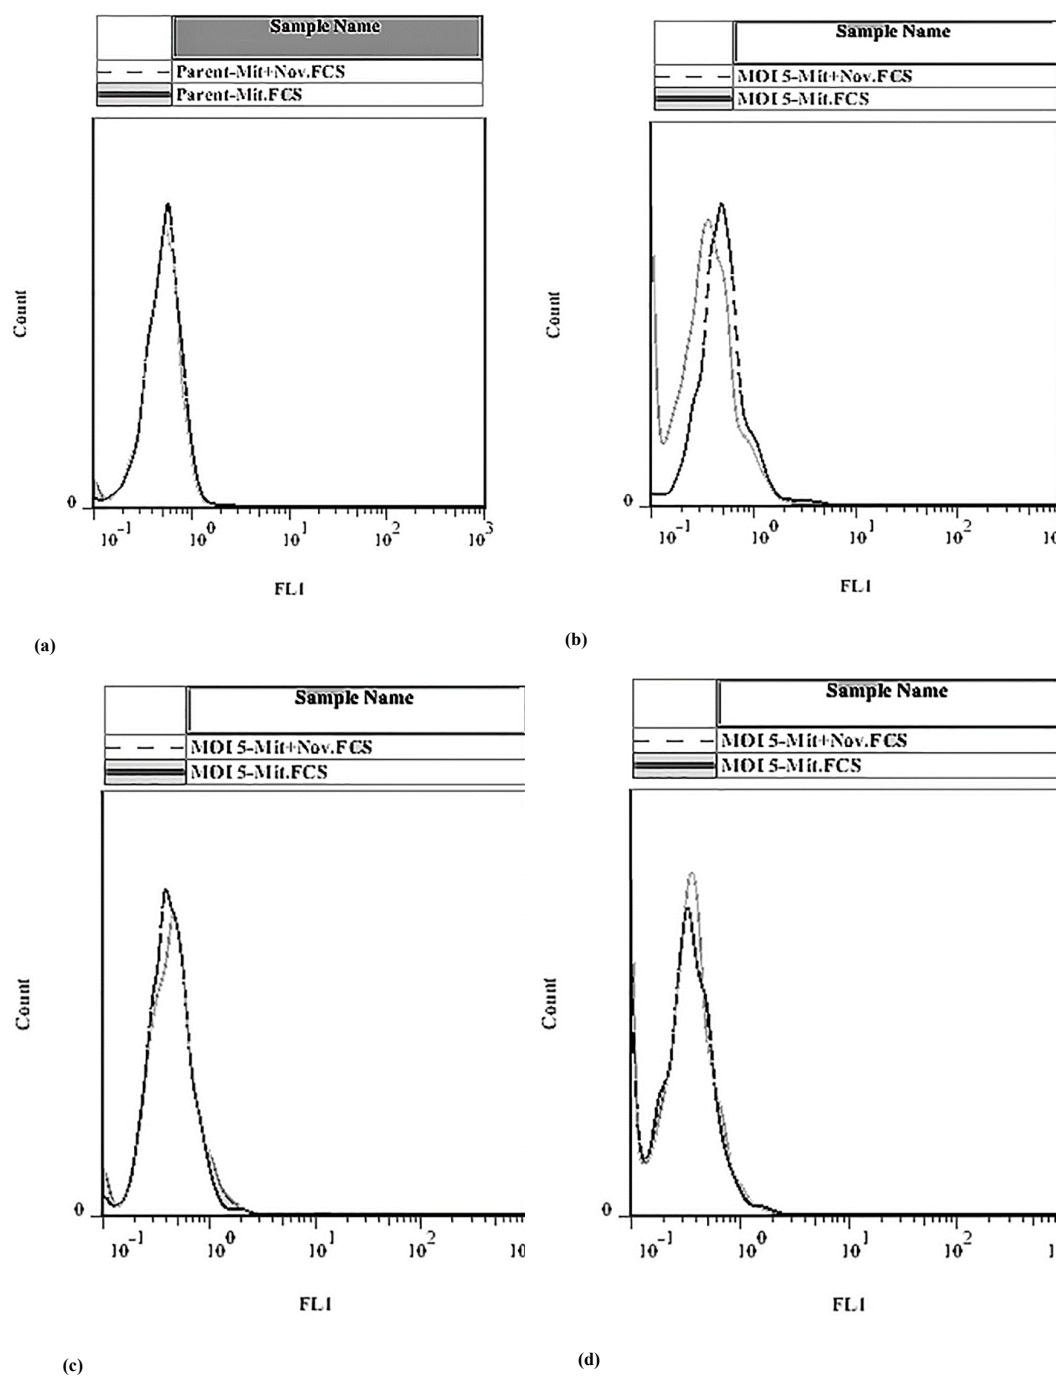 Sample Name
Parent-Mit+Nov.FCS
Parent-Mit.FCS
Count
0
10^-1 10^0 10^1 10^2 10^3
FL1
(a)
Sample Name
MOI 5-Mit+Nov.FCS
MOI 5-Mit.FCS
Count
0
10^-1 10^0 10^1 10^2 10
FL1
(b)
Sample Name
MOI 5-Mit+Nov.FCS
MOI 5-Mit.FCS
Count
0
10^-1 10^0 10^1 10^2 10
FL1
(c)
Sample Name
MOI 5-Mit+Nov.FCS
MOI 5-Mit.FCS
Count
0
10^-1 10^0 10^1 10^2 1
FL1
(d)